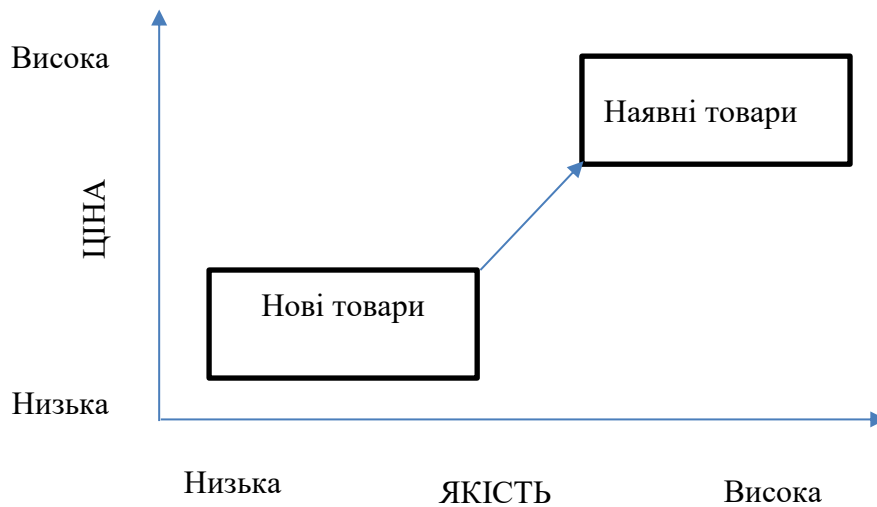 Висока
Наявні товари
ЦІНА
Нові товари
Низька
Низька
ЯКІСТЬ
Висока